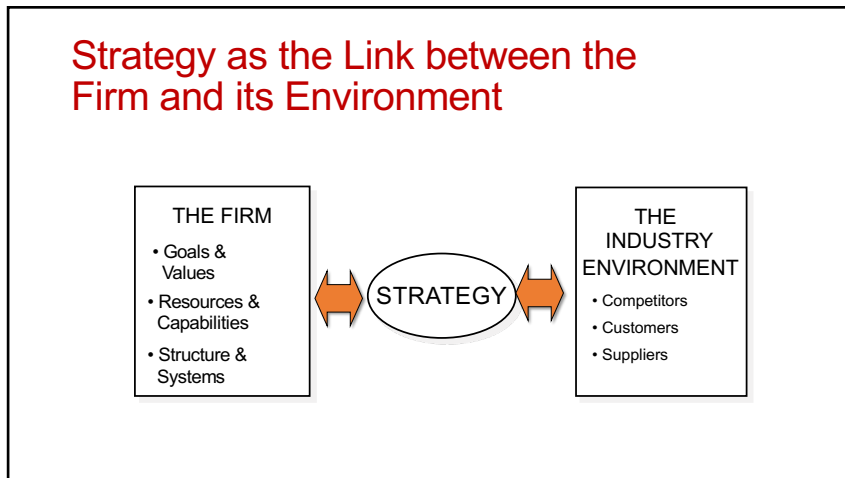 Strategy as the Link between the
Firm and its Environment
THE FIRM
• Goals &
Values
• Resources &
Capabilities
• Structure &
Systems
STRATEGY
THE
INDUSTRY
ENVIRONMENT
• Competitors
• Customers
• Suppliers